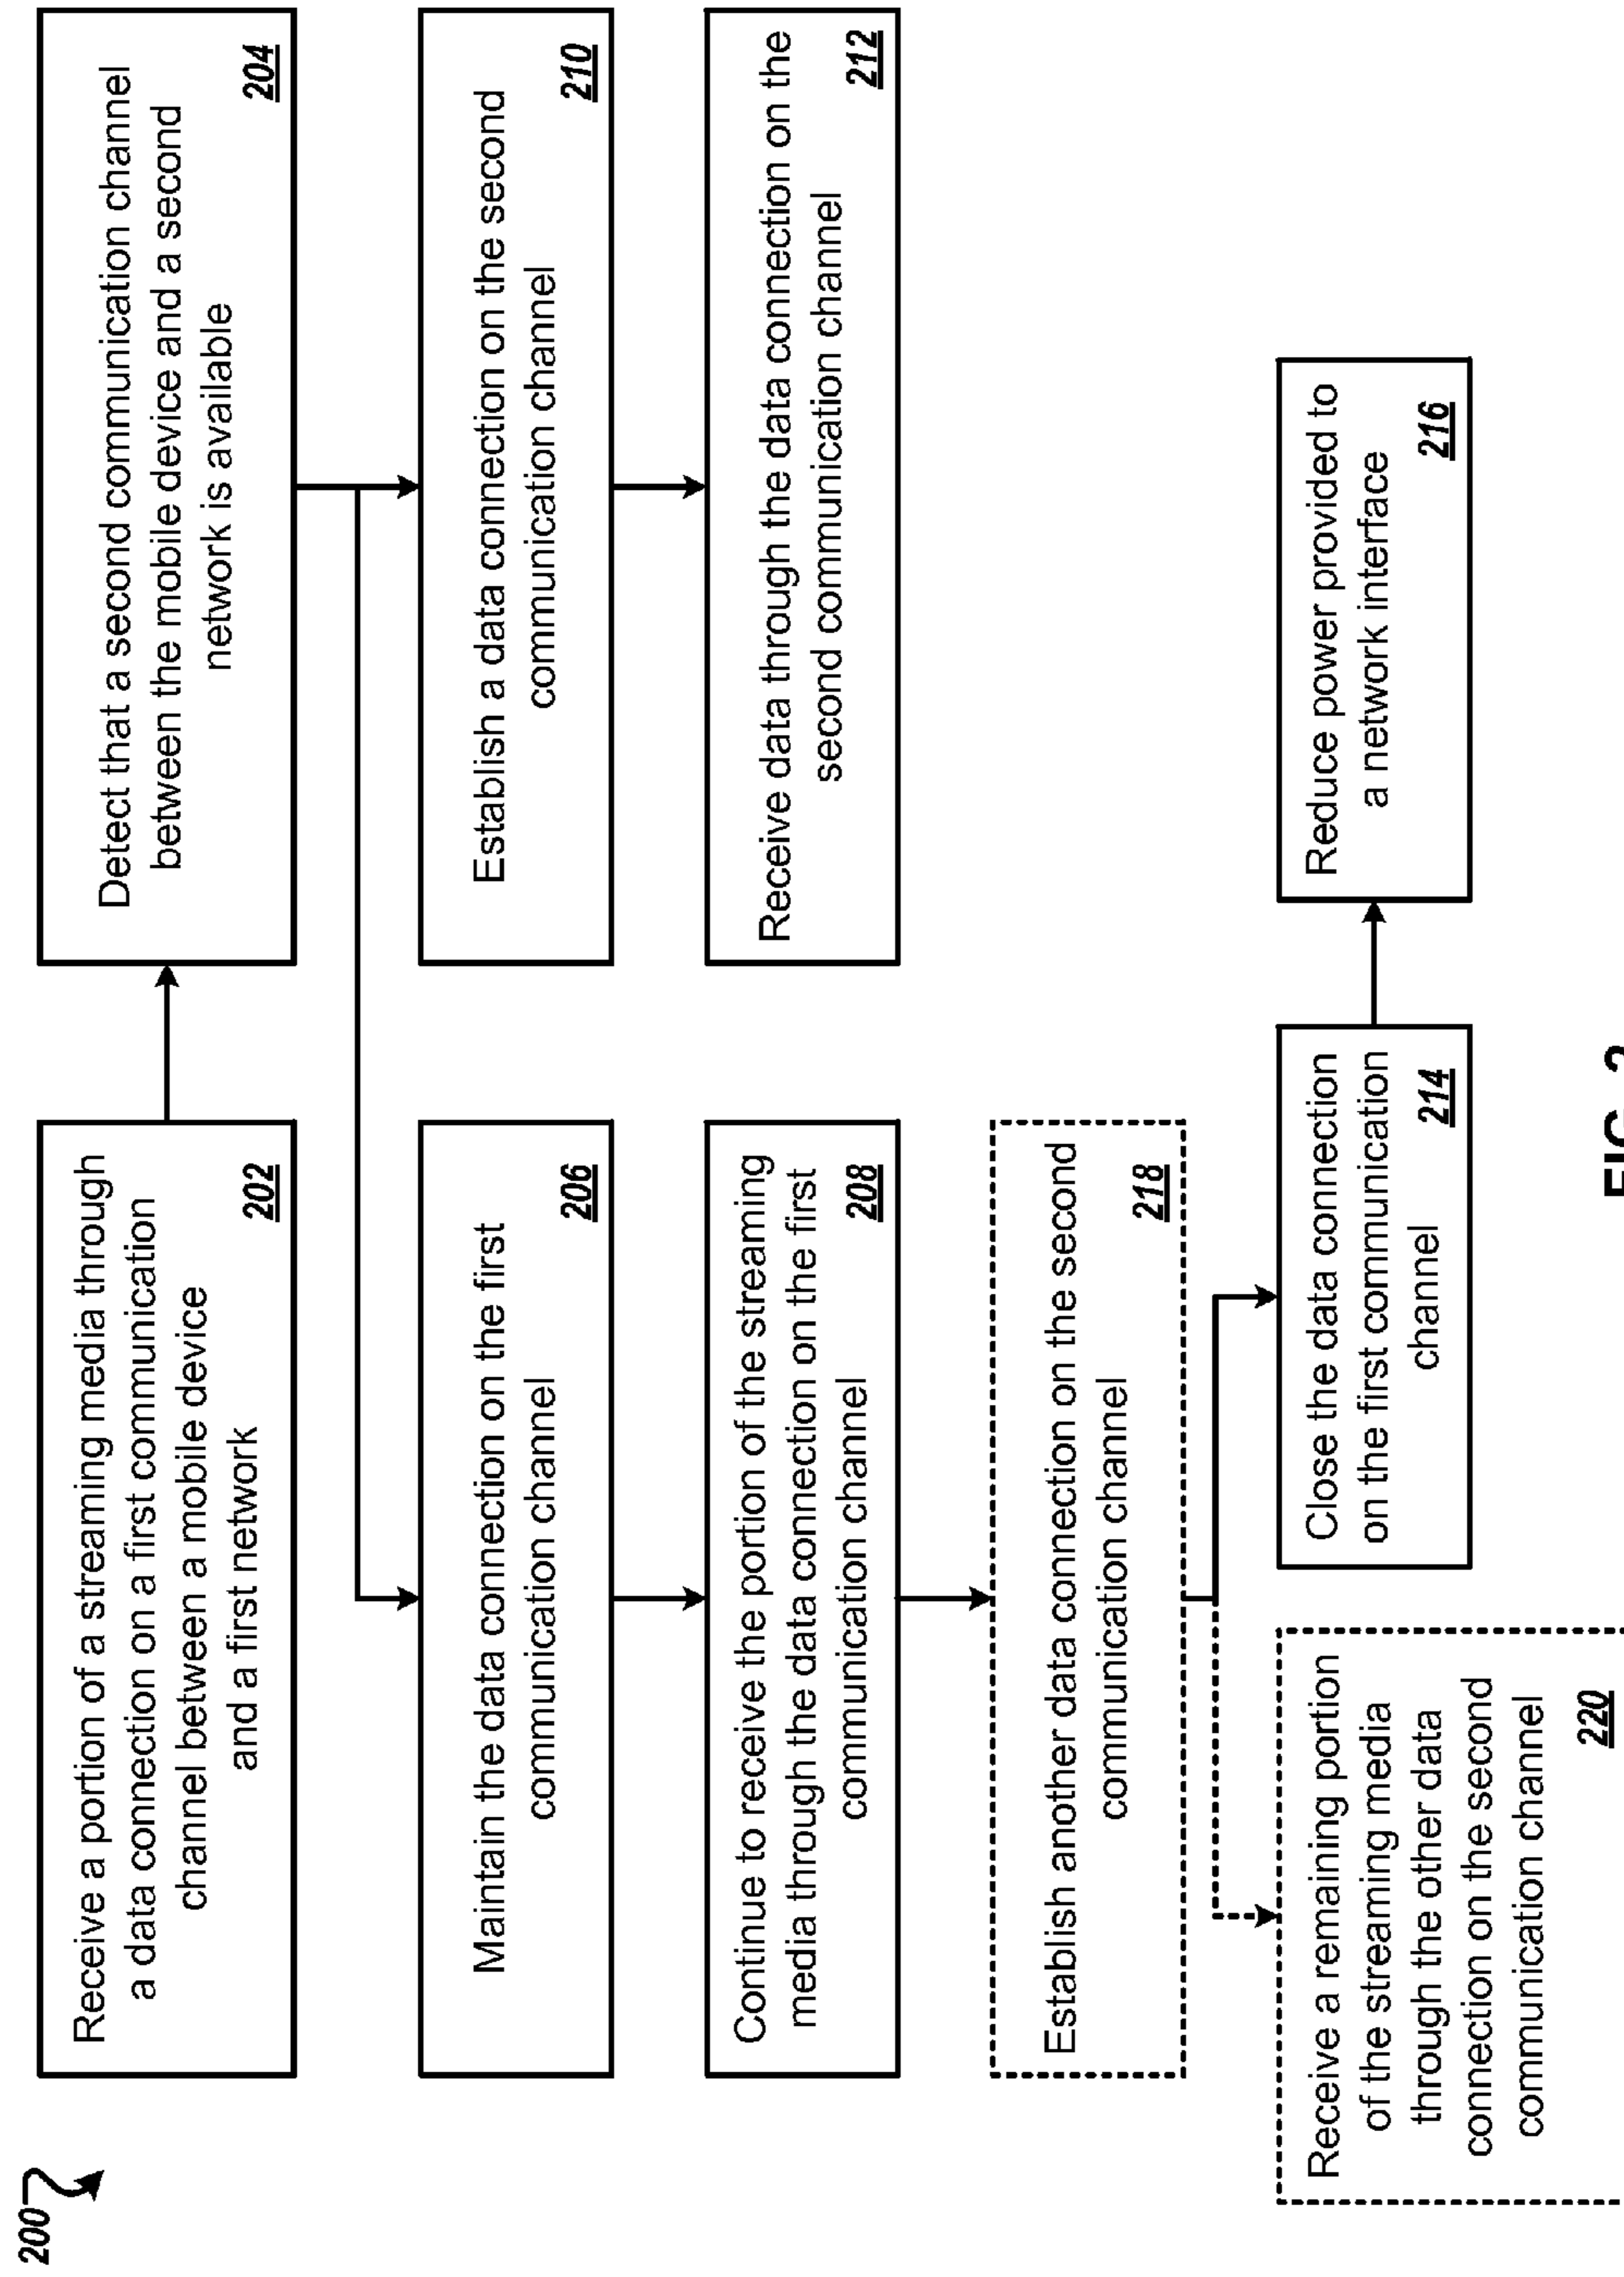 200
Receive a portion of a streaming media through
a data connection on a first communication
channel between a mobile device
and a first network
202
Detect that a second communication channel
between the mobile device and a second
network is available
204
Maintain the data connection on the first
communication channel
206
Establish a data connection on the second
communication channel
210
Continue to receive the portion of the streaming
media through the data connection on the first
communication channel
208
Receive data through the data connection on the
second communication channel
212
Establish another data connection on the second
communication channel
218
Receive a remaining portion
of the streaming media
through the other data
connection on the second
communication channel
220
Close the data connection
on the first communication
channel
214
Reduce power provided to
a network interface
216
FIG. 2